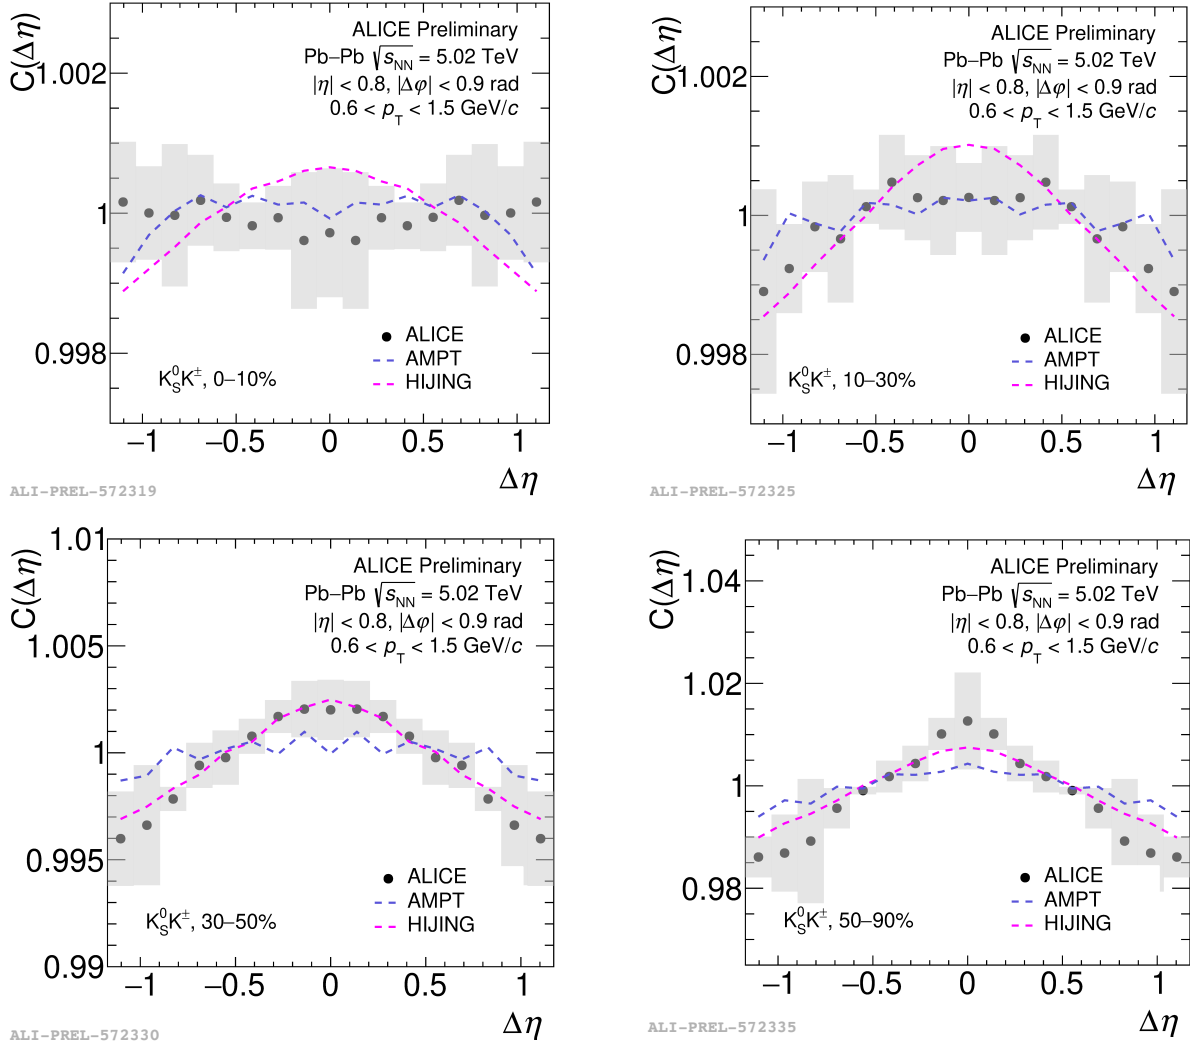 C(Δη)
ALICE Preliminary
Pb–Pb √sNN = 5.02 TeV
|η| < 0.8, |Δφ| < 0.9 rad
0.6 < pT < 1.5 GeV/c
1.002
1
0.998
ALICE
AMPT
HIJING
K0SK±, 0–10%
−1 −0.5 0 0.5 1
Δη
ALI-PREL-572319
C(Δη)
ALICE Preliminary
Pb–Pb √sNN = 5.02 TeV
|η| < 0.8, |Δφ| < 0.9 rad
0.6 < pT < 1.5 GeV/c
1.002
1
0.998
ALICE
AMPT
HIJING
K0SK±, 10–30%
−1 −0.5 0 0.5 1
Δη
ALI-PREL-572325
C(Δη)
1.01
ALICE Preliminary
Pb–Pb √sNN = 5.02 TeV
|η| < 0.8, |Δφ| < 0.9 rad
0.6 < pT < 1.5 GeV/c
1.005
1
0.995
0.99
ALICE
AMPT
HIJING
K0SK±, 30–50%
−1 −0.5 0 0.5 1
Δη
ALI-PREL-572330
C(Δη)
ALICE Preliminary
Pb–Pb √sNN = 5.02 TeV
|η| < 0.8, |Δφ| < 0.9 rad
0.6 < pT < 1.5 GeV/c
1.04
1.02
1
0.98
ALICE
AMPT
HIJING
K0SK±, 50–90%
−1 −0.5 0 0.5 1
Δη
ALI-PREL-572335